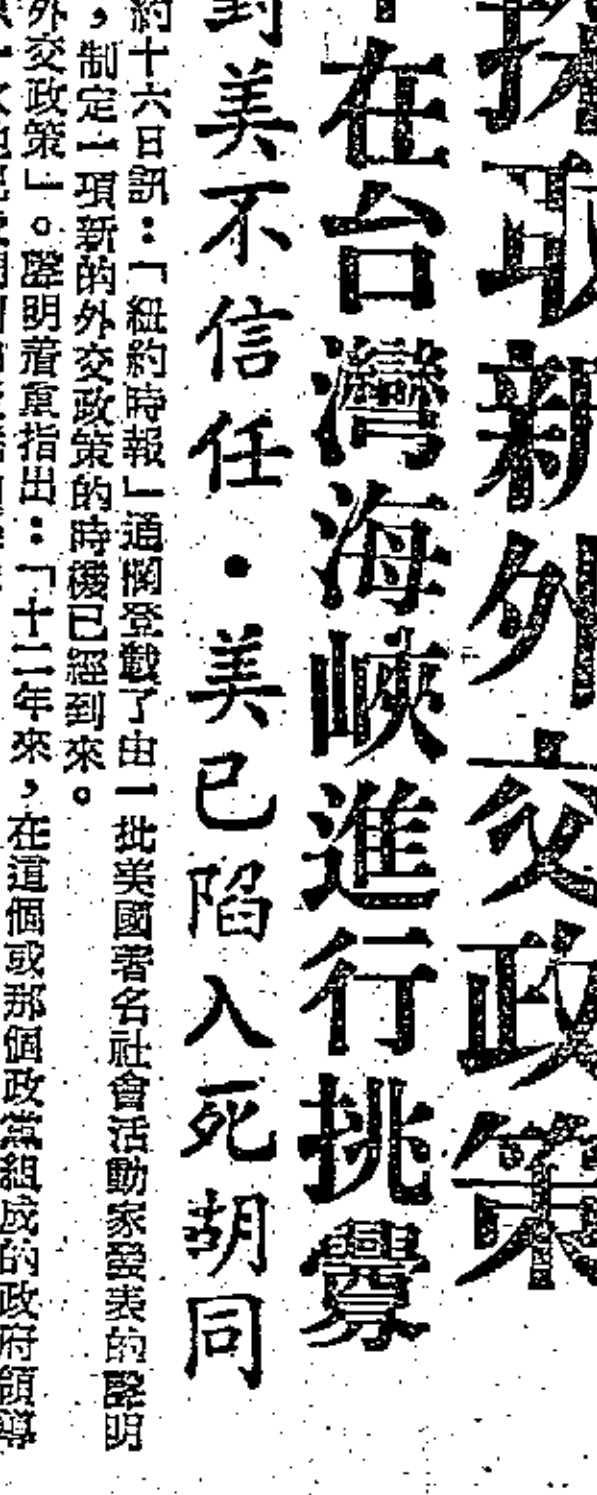 採取新外交政策
在台灣海峽進行挑釁
對美不信任·美已陷入死胡同
約十六日訊：「紐約時報」通欄登載了由一批美國著名社會活動家發表的聲明
，制定一項新的外交政策的時機已經到來。
外交政策」。聲明着重指出：「十二年來，在這個或那個政黨組成的政府領導